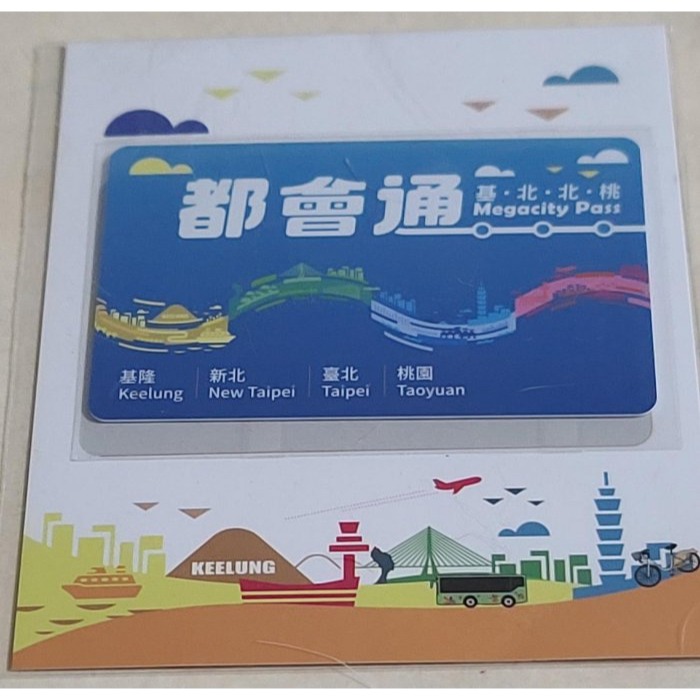 都會通
基·北·北·桃
Megacity Pass
基隆
Keelung
新北
New Taipei
臺北
Taipei
桃園
Taoyuan
KEELUNG